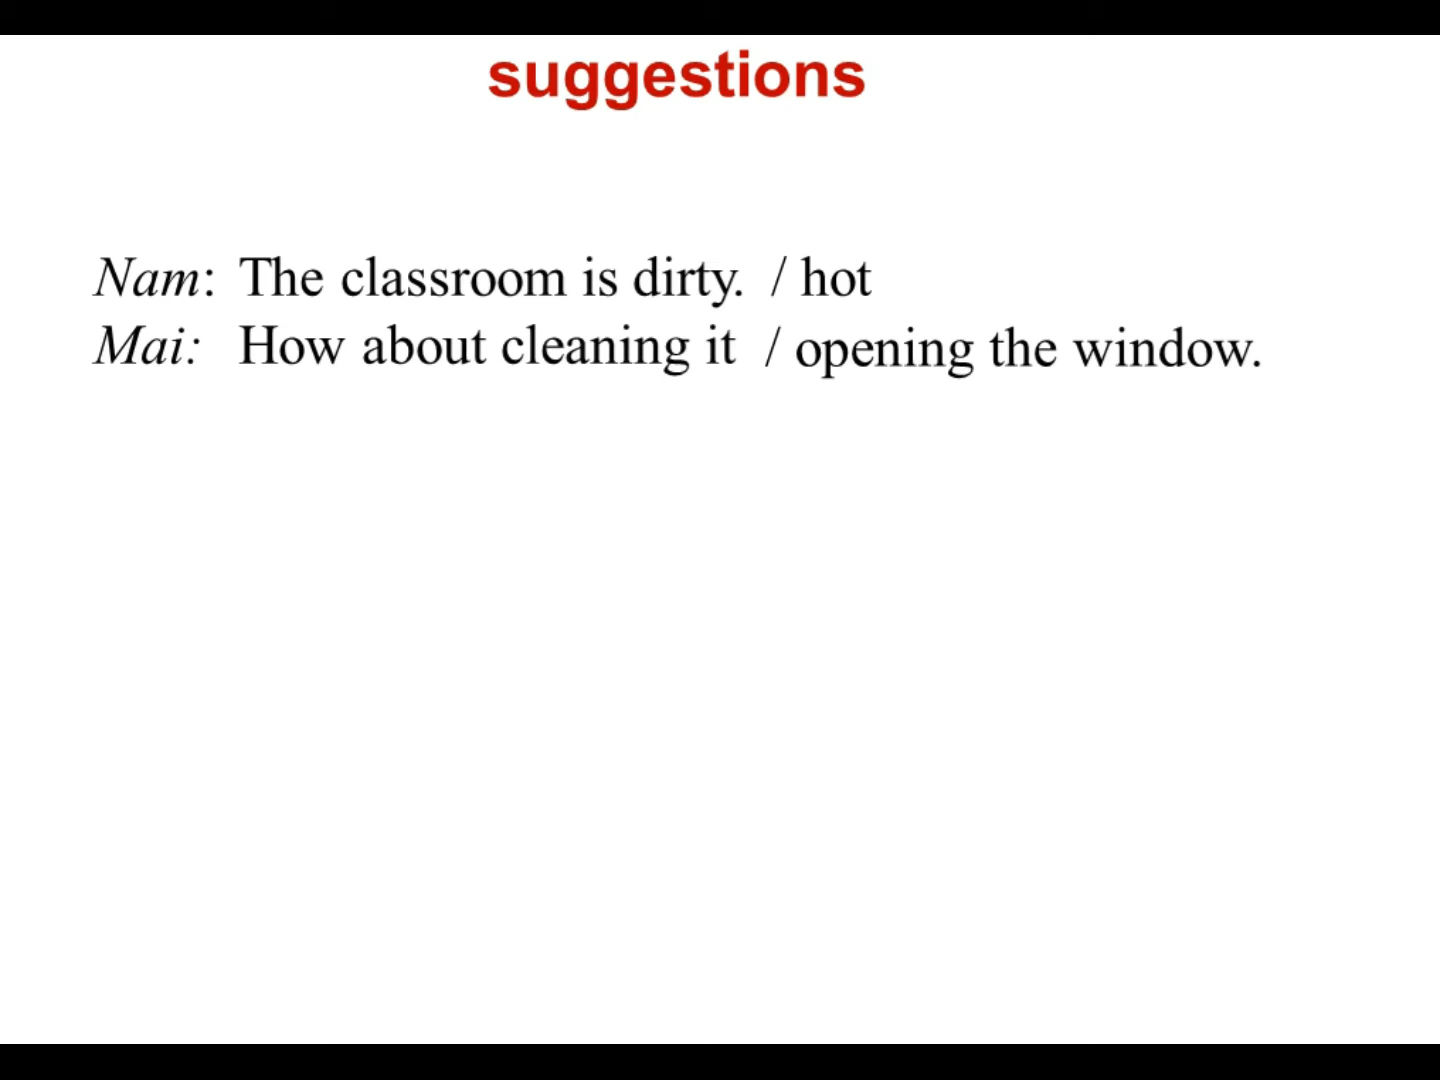 suggestions
Nam: The classroom is dirty. / hot
Mai: How about cleaning it / opening the window.